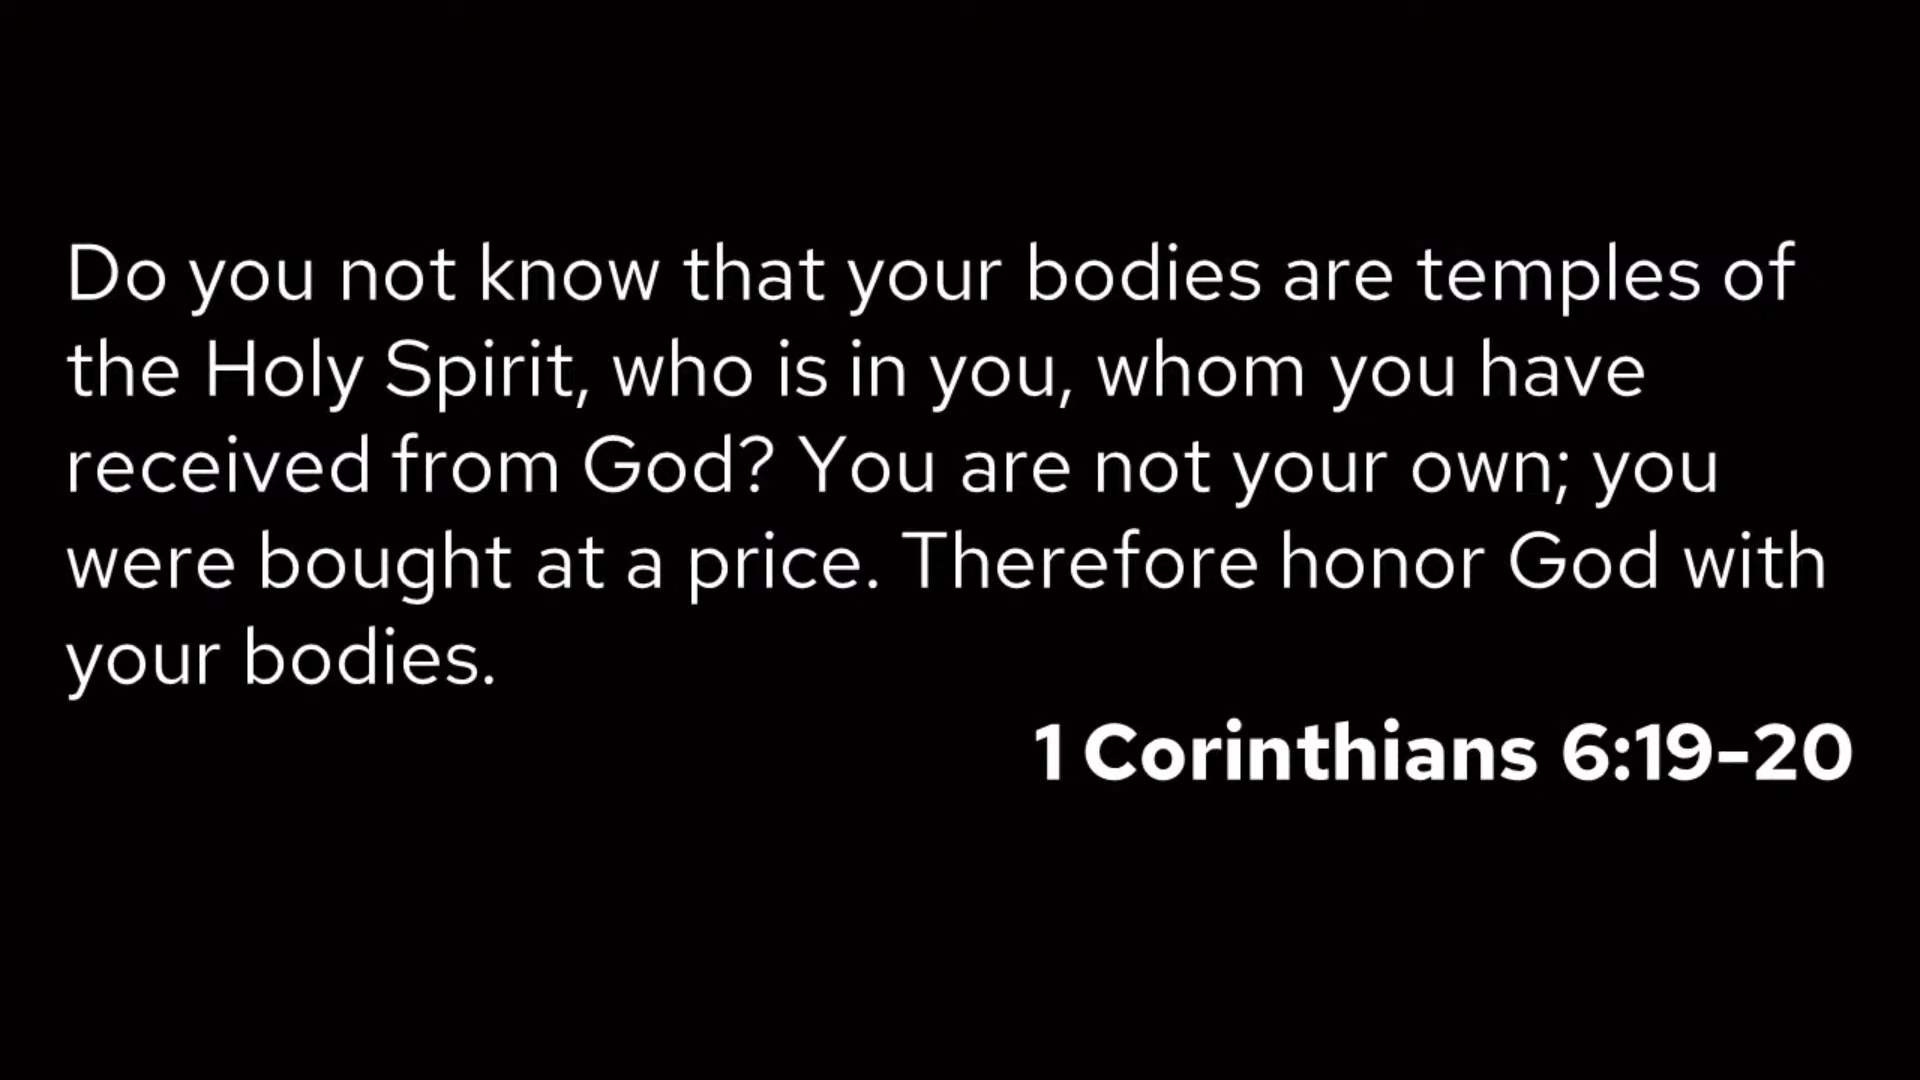 Do you not know that your bodies are temples of
the Holy Spirit, who is in you, whom you have
received from God? You are not your own; you
were bought at a price. Therefore honor God with
your bodies.
1 Corinthians 6:19-20